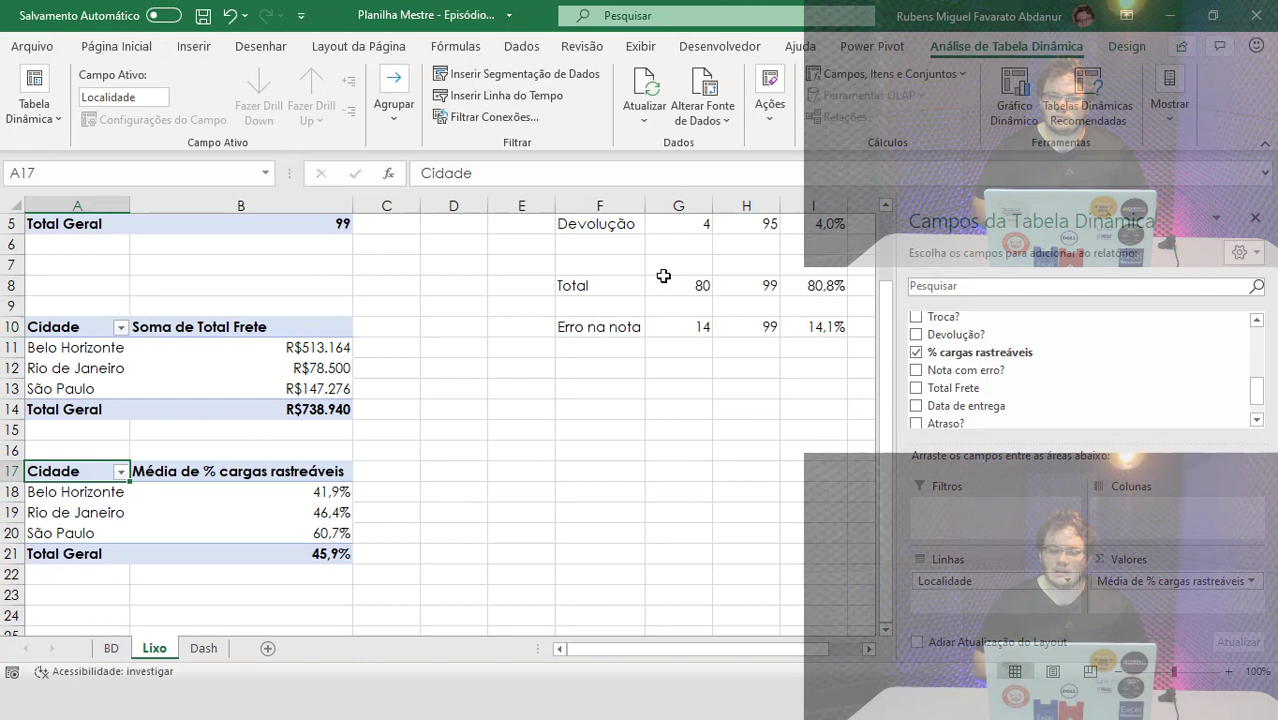 Salvamento Automático
Planilha Mestre - Episódio...
Pesquisar
Rubens Miguel Favarato Abdanur
Arquivo Página Inicial Inserir Desenhar Layout da Página Fórmulas Dados Revisão Exibir Desenvolvedor Ajuda Power Pivot Análise de Tabela Dinâmica Design
Tabela Dinâmica
Campo Ativo:
Localidade
Configurações do Campo
Fazer Drill Down
Fazer Drill Up
Campo Ativo
Agrupar
Inserir Segmentação de Dados
Inserir Linha do Tempo
Filtrar Conexões...
Filtrar
Atualizar
Alterar Fonte de Dados
Dados
Ações
Campos, Itens e Conjuntos
Ferramentas OLAP
Relações
Cálculos
Gráfico Dinâmico
Tabelas Dinâmicas Recomendadas
Ferramentas
Mostrar
A17 fx Cidade
A B C D E F G H I
5 Total Geral 99 Devolução 4 95 4,0%
6
7
8 Total 80 99 80,8%
9
10 Cidade Soma de Total Frete Erro na nota 14 99 14,1%
11 Belo Horizonte R$513.164
12 Rio de Janeiro R$78.500
13 São Paulo R$147.276
14 Total Geral R$738.940
15
16
17 Cidade Média de % cargas rastreáveis
18 Belo Horizonte 41,9%
19 Rio de Janeiro 46,4%
20 São Paulo 60,7%
21 Total Geral 45,9%
22
23
24
25
Campos da Tabela Dinâmica
Escolha os campos para adicionar ao relatório:
Pesquisar
Troca?
Devolução?
% cargas rastreáveis
Nota com erro?
Total Frete
Data de entrega
Atraso?
Arraste os campos entre as áreas abaixo:
Filtros
Colunas
Linhas
Σ Valores
Localidade
Média de % cargas rastreáveis
Adiar Atualização do Layout
Atualizar
BD Lixo Dash
Acessibilidade: investigar
100%